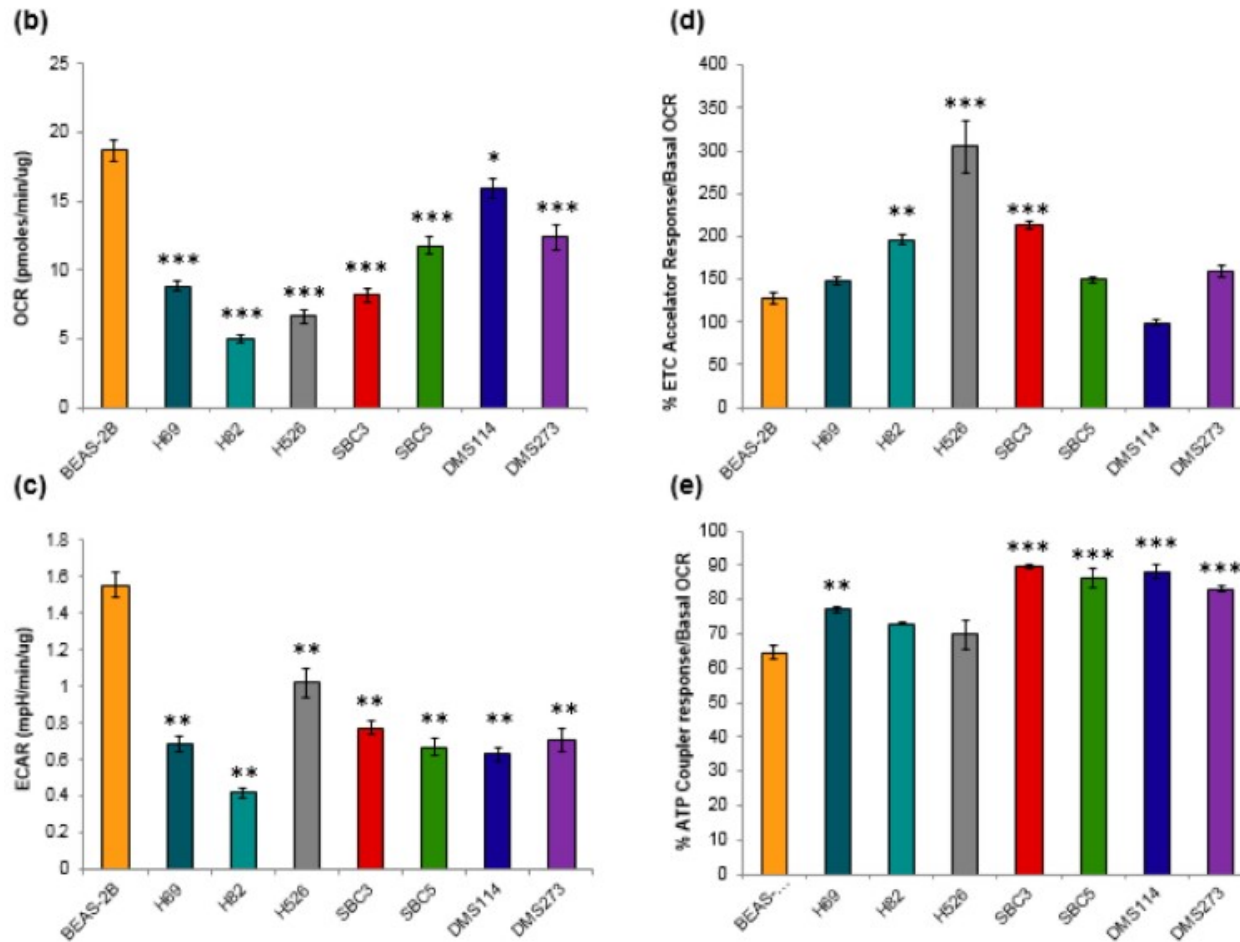 (b)
OCR (pmoles/min/ug)
25
20
15
10
5
0
***
***
***
***
***
*
***
BEAS-2B
H69
H82
H526
SBC3
SBC5
DMS114
DMS273
(d)
% ETC Accelator Response/Basal OCR
400
350
300
250
200
150
100
50
0
**
***
***
BEAS-2B
H69
H82
H526
SBC3
SBC5
DMS114
DMS273
(c)
ECAR (mpH/min/ug)
1.8
1.6
1.4
1.2
1
0.8
0.6
0.4
0.2
0
**
**
**
**
**
**
**
BEAS-2B
H69
H82
H526
SBC3
SBC5
DMS114
DMS273
(e)
% ATP Coupler response/Basal OCR
100
90
80
70
60
50
40
30
20
10
0
**
***
***
***
***
BEAS-...
H69
H82
H526
SBC3
SBC5
DMS114
DMS273